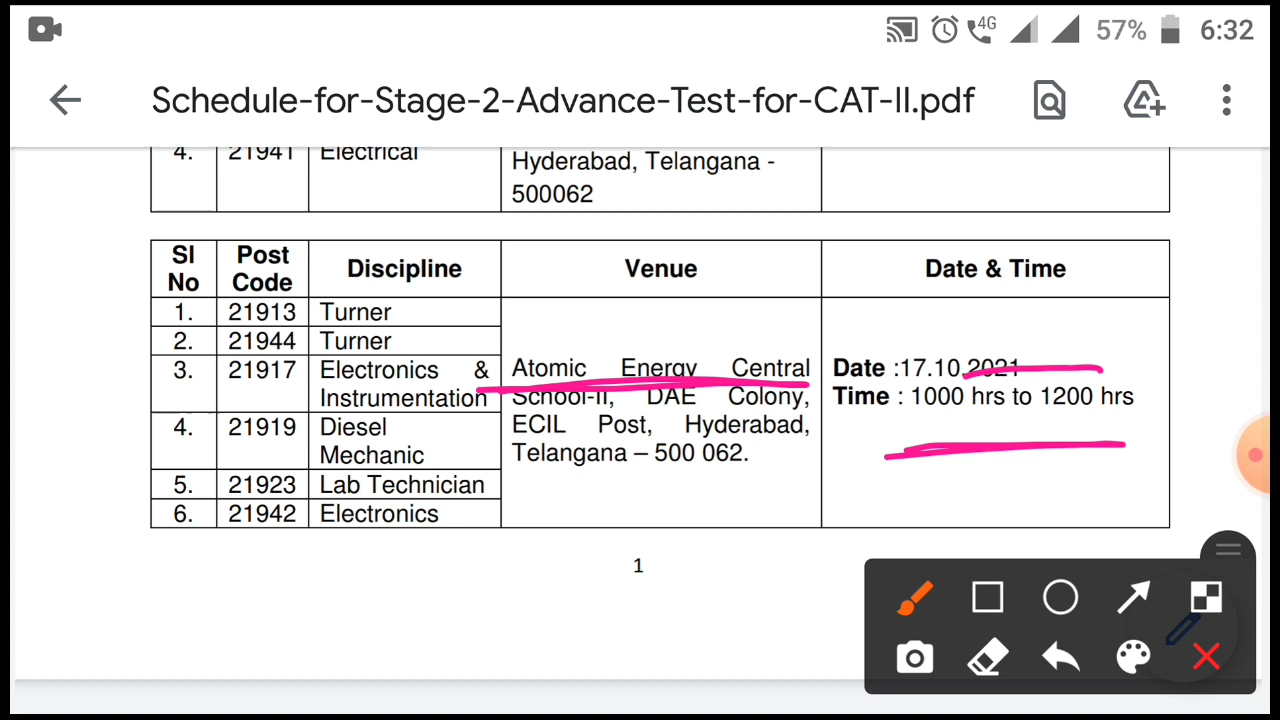 4G 57% 6:32
Schedule-for-Stage-2-Advance-Test-for-CAT-II.pdf
4. 21941 Electrical
Hyderabad, Telangana -
500062
Sl No Post Code Discipline Venue Date & Time
1. 21913 Turner
2. 21944 Turner
3. 21917 Electronics & Instrumentation
4. 21919 Diesel Mechanic
5. 21923 Lab Technician
6. 21942 Electronics
Atomic Energy Central
School-II, DAE Colony,
ECIL Post, Hyderabad,
Telangana – 500 062.
Date :17.10.2021
Time : 1000 hrs to 1200 hrs
1